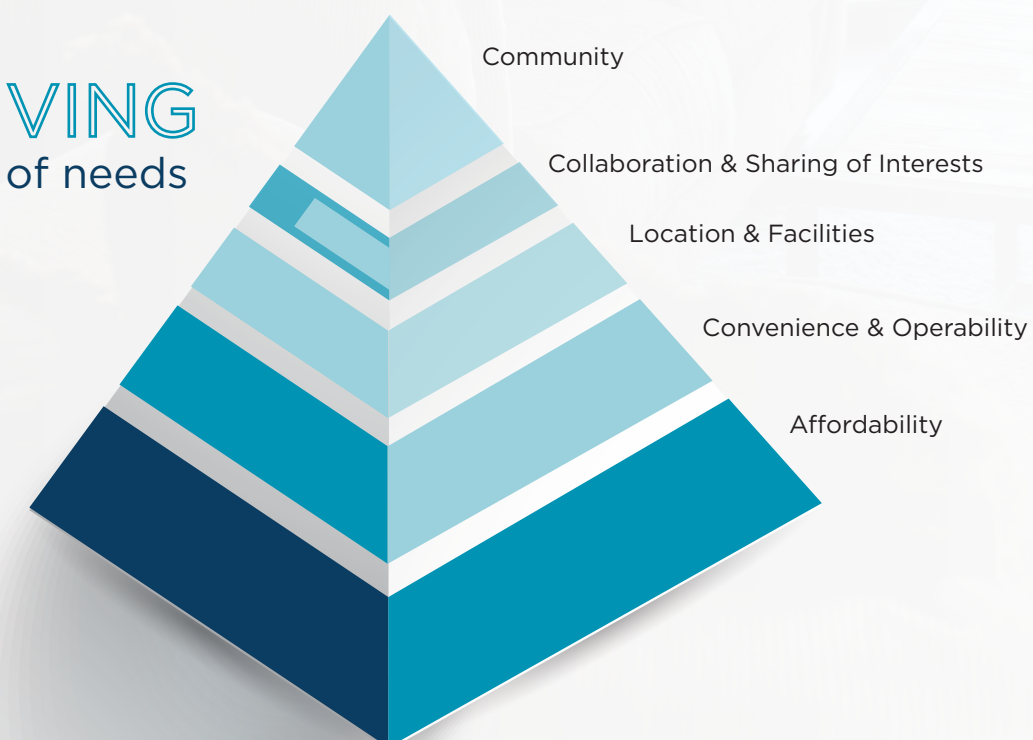 VING
of needs
Community
Collaboration & Sharing of Interests
Location & Facilities
Convenience & Operability
Affordability